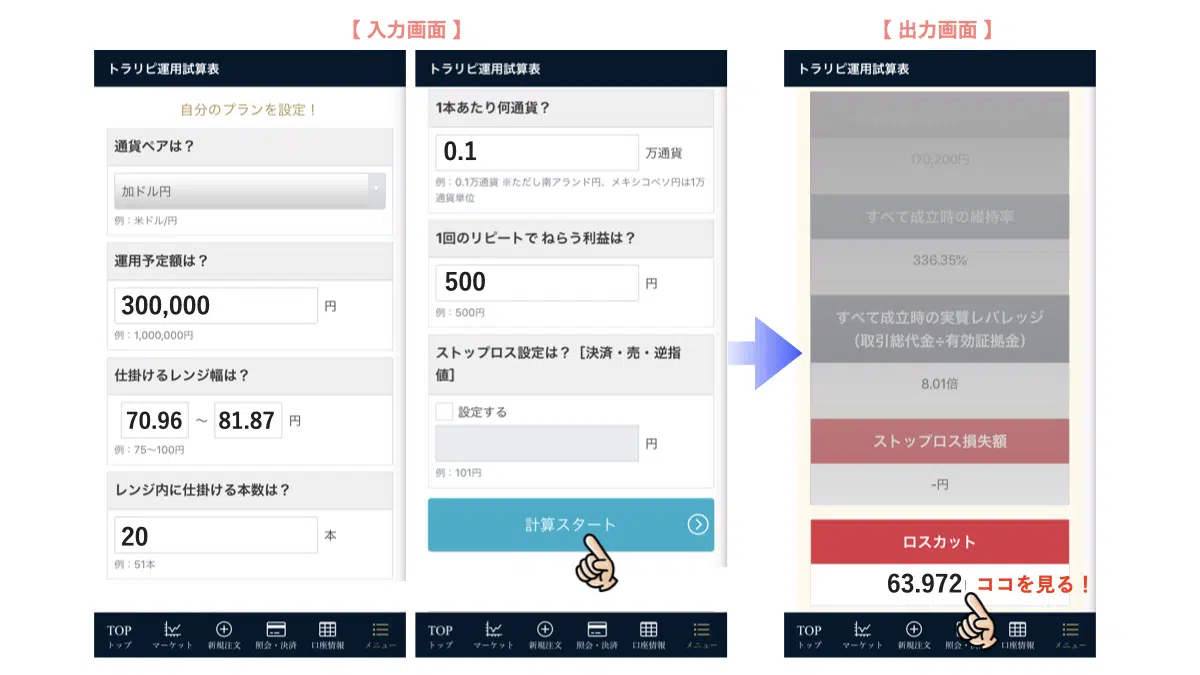 【 入力画面 】
【 出力画面 】
トラリピ運用試算表
自分のプランを設定！
通貨ペアは？
加ドル円
例：米ドル/円
運用予定額は？
300,000 円
例：1,000,000円
仕掛けるレンジ幅は？
70.96 ～ 81.87 円
例：75～100円
レンジ内に仕掛ける本数は？
20 本
例：51本
TOP
トップ マーケット 新規注文 照会・決済 口座情報 メニュー
トラリピ運用試算表
1本あたり何通貨？
0.1 万通貨
例：0.1万通貨 ※ただし南アランド円、メキシコペソ円は1万
通貨単位
1回のリピートで ねらう利益は？
500 円
例：500円
ストップロス設定は？［決済・売・逆指
値］
設定する
円
例：101円
計算スタート
TOP
トップ マーケット 新規注文 照会・決済 口座情報 メニュー
トラリピ運用試算表
170,200円
すべて成立時の維持率
336.35%
すべて成立時の実質レバレッジ
（取引総代金÷有効証拠金）
8.01倍
ストップロス損失額
-円
ロスカット
63.972 ココを見る！
TOP
トップ マーケット 新規注文 照会・ 口座情報 メニュー